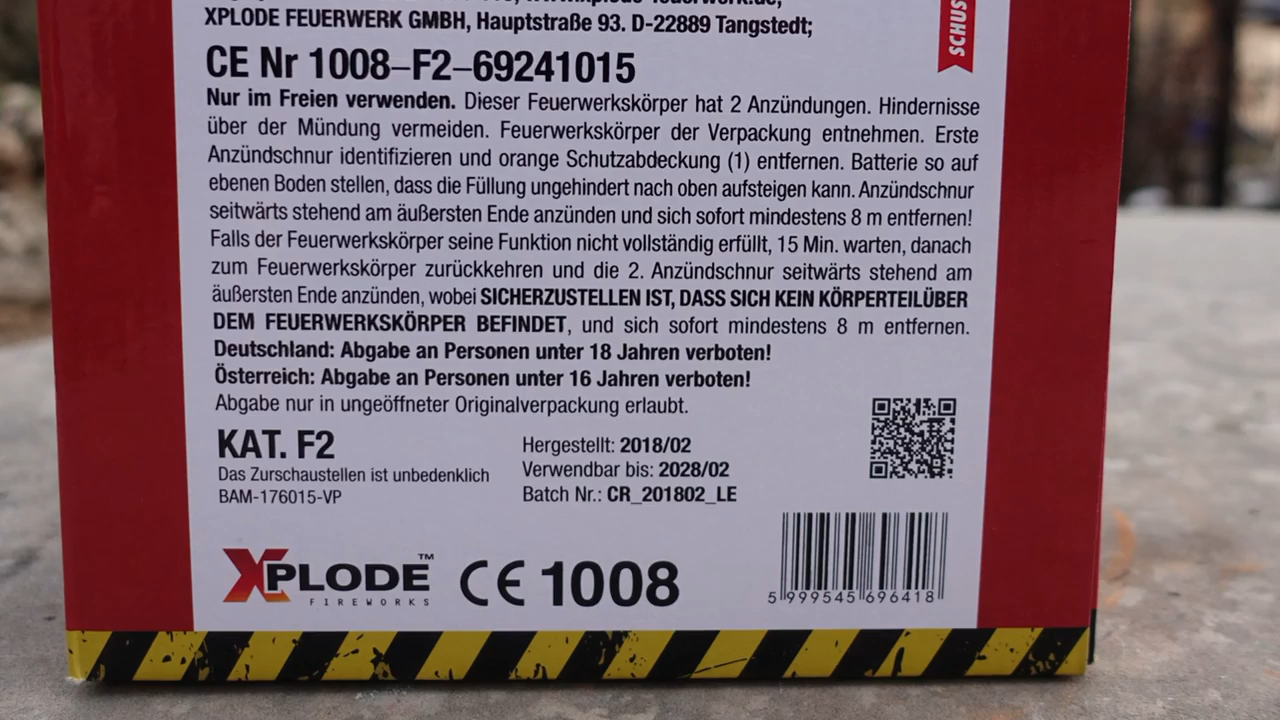 XPLODE FEUERWERK GMBH, Hauptstraße 93. D-22889 Tangstedt;
SCHUS
CE Nr 1008–F2–69241015
Nur im Freien verwenden. Dieser Feuerwerkskörper hat 2 Anzündungen. Hindernisse
über der Mündung vermeiden. Feuerwerkskörper der Verpackung entnehmen. Erste
Anzündschnur identifizieren und orange Schutzabdeckung (1) entfernen. Batterie so auf
ebenen Boden stellen, dass die Füllung ungehindert nach oben aufsteigen kann. Anzündschnur
seitwärts stehend am äußersten Ende anzünden und sich sofort mindestens 8 m entfernen!
Falls der Feuerwerkskörper seine Funktion nicht vollständig erfüllt, 15 Min. warten, danach
zum Feuerwerkskörper zurückkehren und die 2. Anzündschnur seitwärts stehend am
äußersten Ende anzünden, wobei SICHERZUSTELLEN IST, DASS SICH KEIN KÖRPERTEILÜBER
DEM FEUERWERKSKÖRPER BEFINDET, und sich sofort mindestens 8 m entfernen.
Deutschland: Abgabe an Personen unter 18 Jahren verboten!
Österreich: Abgabe an Personen unter 16 Jahren verboten!
Abgabe nur in ungeöffneter Originalverpackung erlaubt.
KAT. F2
Das Zurschaustellen ist unbedenklich
BAM-176015-VP
Hergestellt: 2018/02
Verwendbar bis: 2028/02
Batch Nr.: CR_201802_LE
XPLODE™
FIREWORKS
CE 1008
5 999545 696418